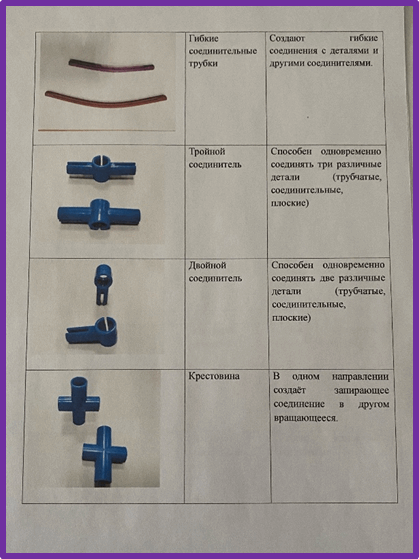 Гибкие
соединительные
трубки
Создают гибкие
соединения с деталями и
другими соединителями.
Тройной
соединитель
Способен одновременно
соединять три различные
детали (трубчатые,
соединительные,
плоские)
Двойной
соединитель
Способен одновременно
соединять две различные
детали (трубчатые,
соединительные,
плоские)
Крестовина
В одном направлении
создаёт запирающее
соединение в другом
вращающееся.